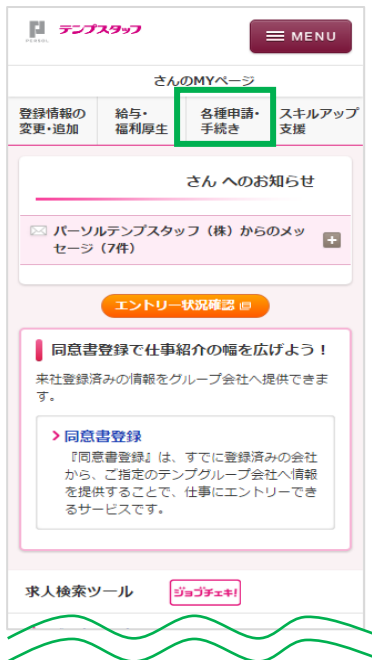 PERSOL テンプスタッフ
MENU
さんのMYページ
登録情報の
変更・追加
給与・
福利厚生
各種申請・
手続き
スキルアップ
支援
さん へのお知らせ
パーソルテンプスタッフ（株）からのメッ
セージ（7件）
エントリー状況確認
同意書登録で仕事紹介の幅を広げよう！
来社登録済みの情報をグループ会社へ提供できま
す。
同意書登録
『同意書登録』は、すでに登録済みの会社
から、ご指定のテンプグループ会社へ情報
を提供することで、仕事にエントリーでき
るサービスです。
求人検索ツール
ジョブチェキ!